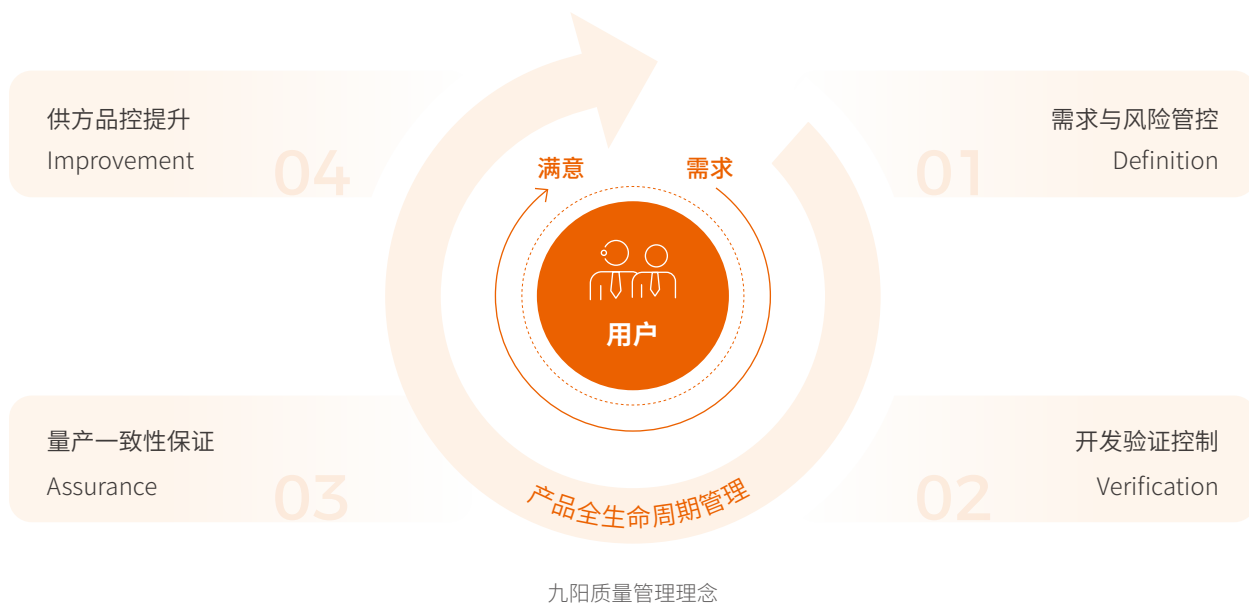 供方品控提升
Improvement
04
需求与风险管控
Definition
01
满意
需求
用户
量产一致性保证
Assurance
03
开发验证控制
Verification
02
产品全生命周期管理
九阳质量管理理念